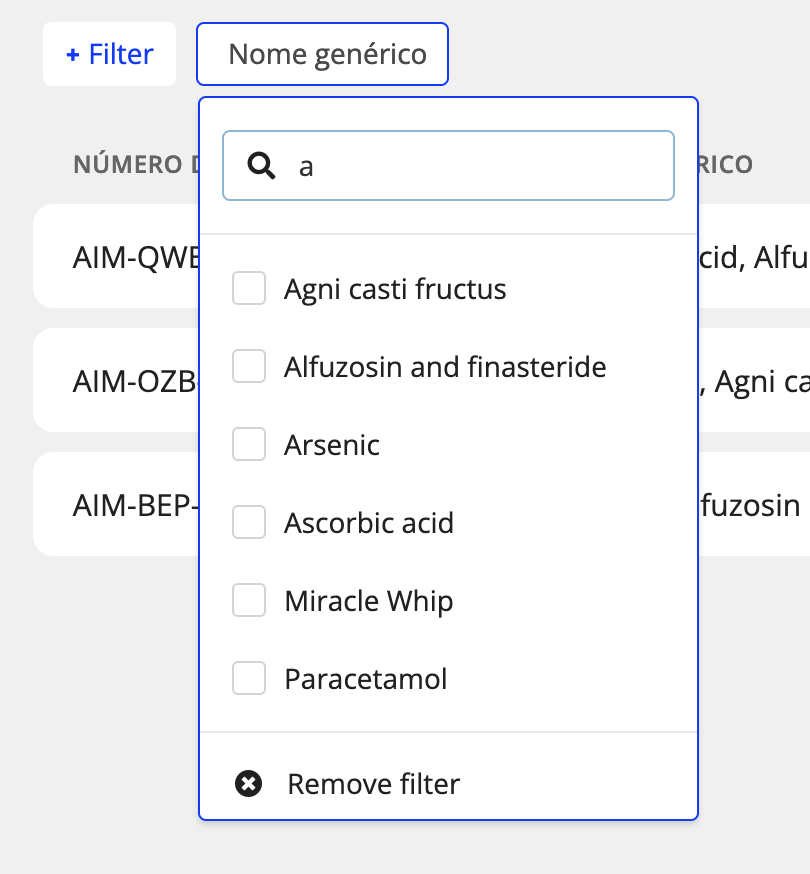 + Filter
Nome genérico
a
NÚMERO
AIM-QWE
cid, Alfu
Agni casti fructus
Alfuzosin and finasteride
AIM-OZB-
, Agni ca
Arsenic
Ascorbic acid
AIM-BEP-
fuzosin
Miracle Whip
Paracetamol
Remove filter